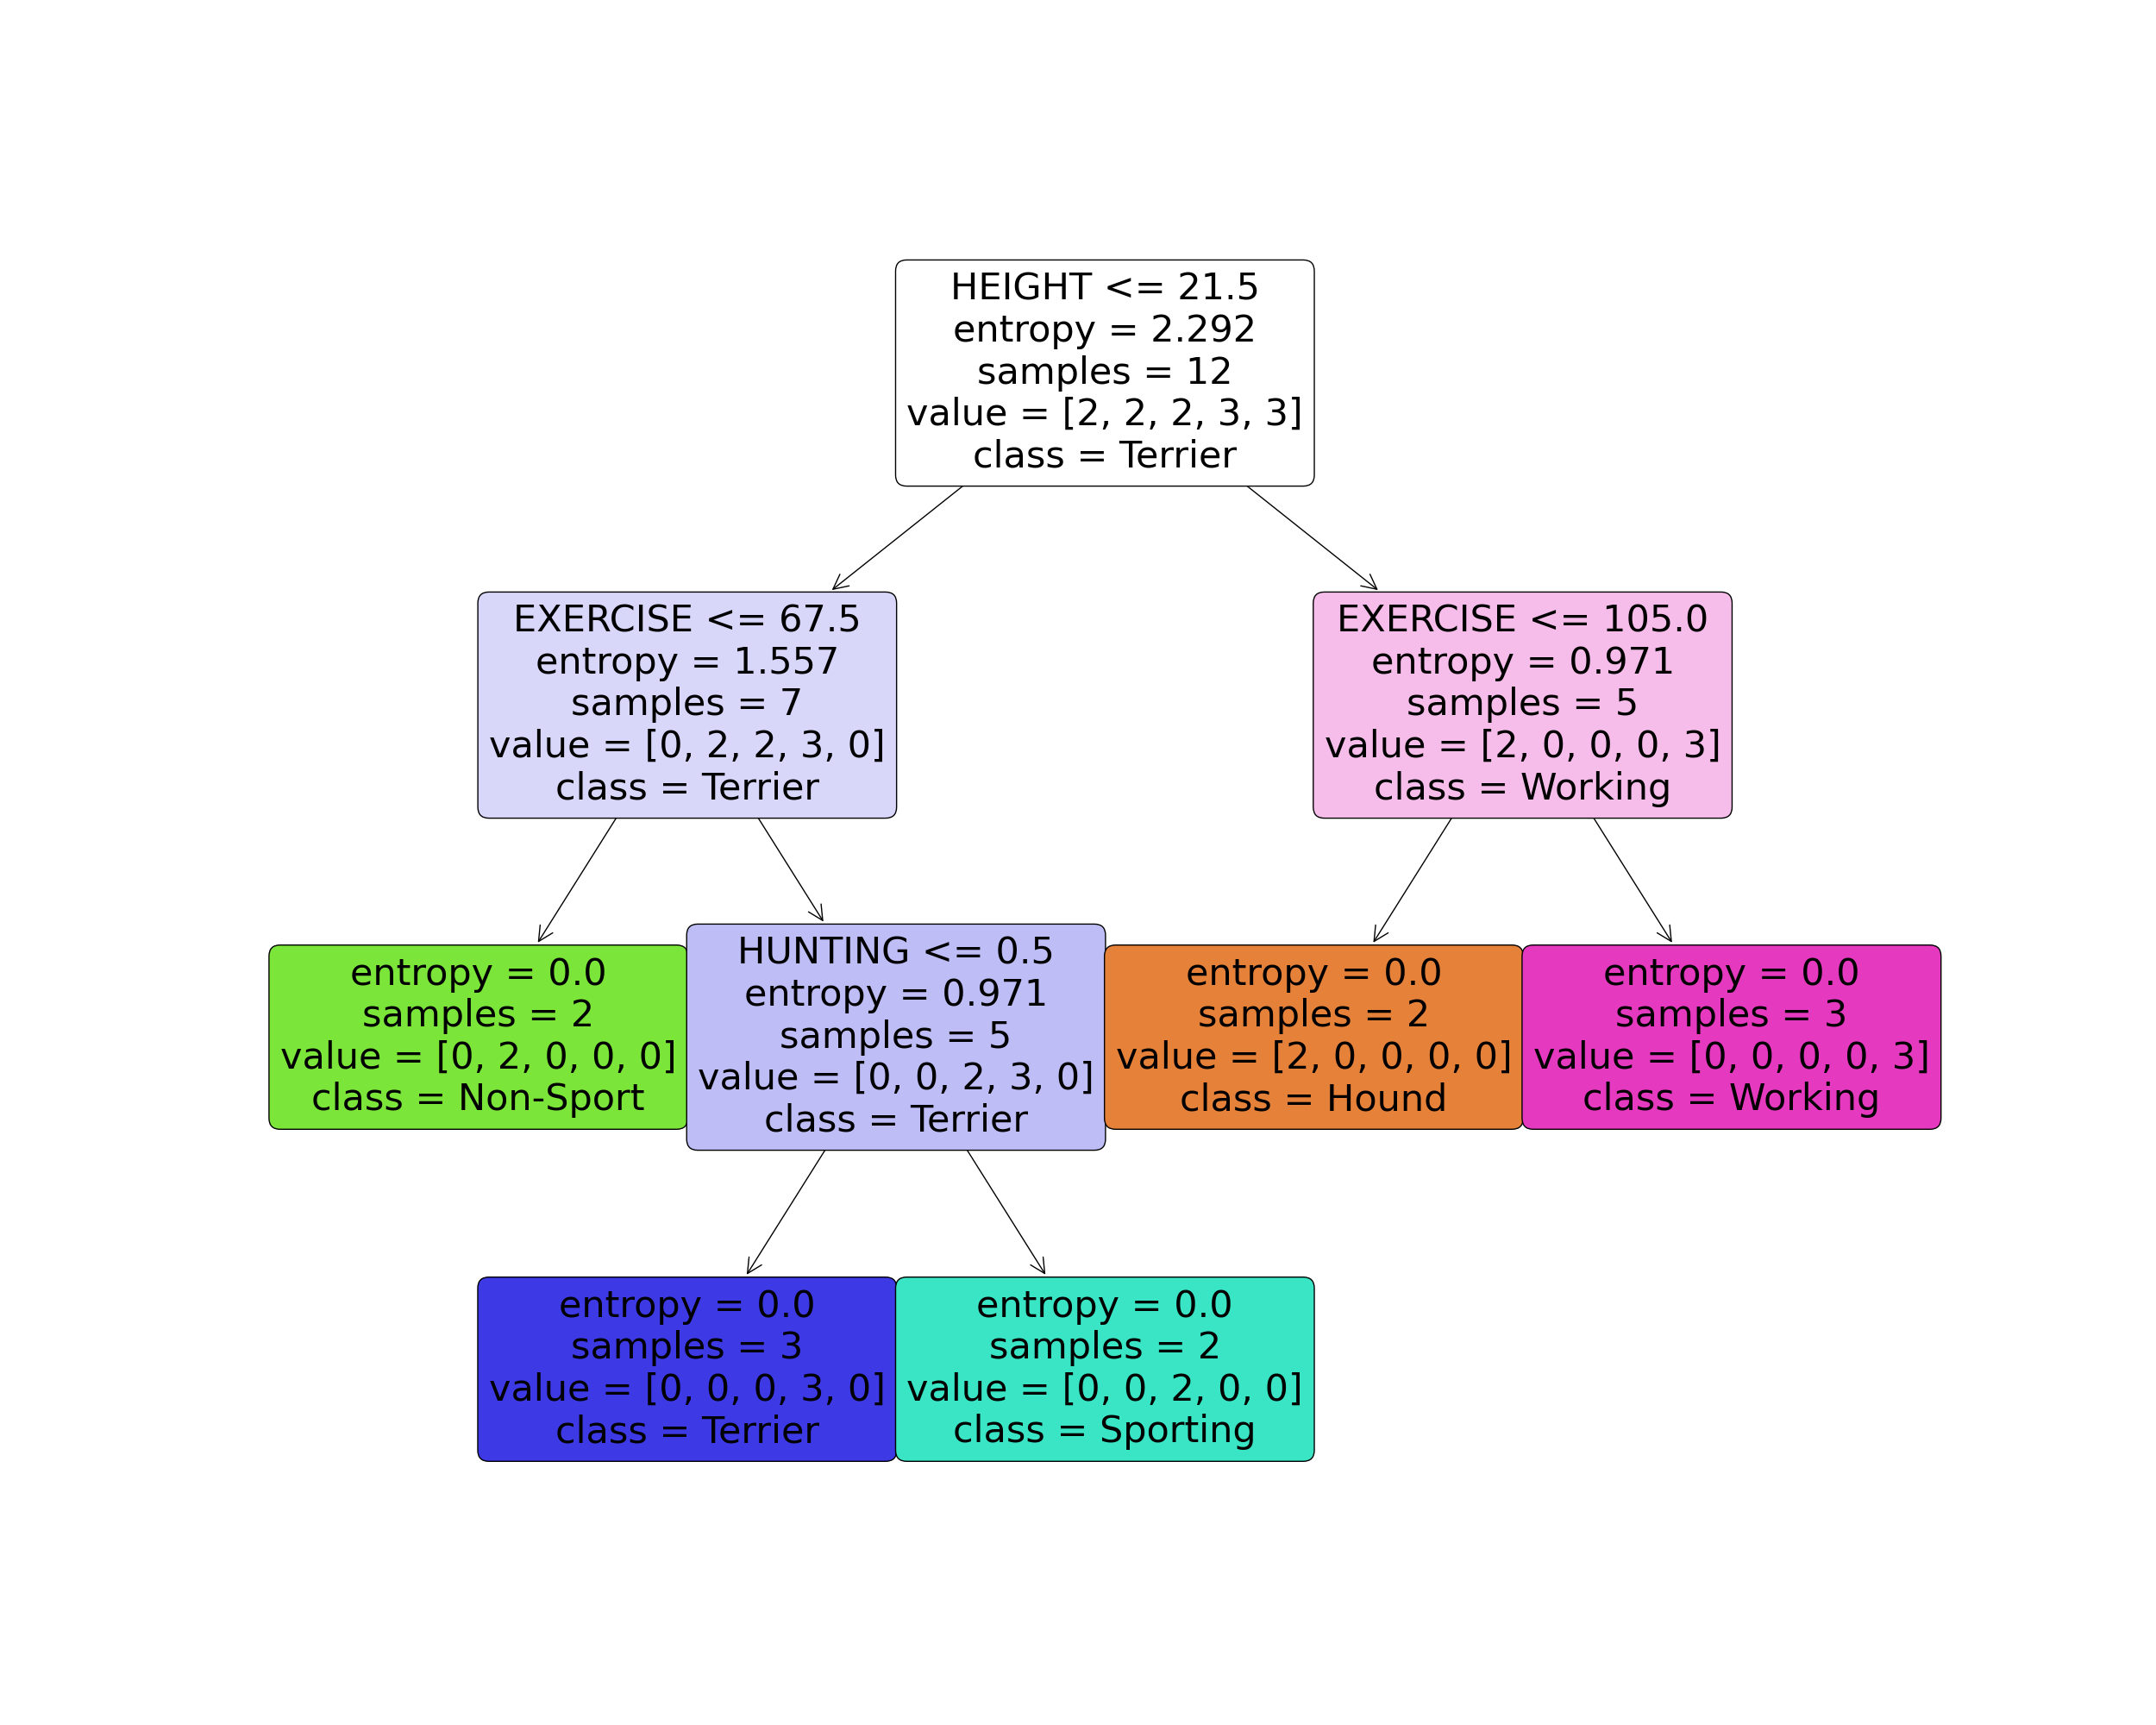 HEIGHT <= 21.5
entropy = 2.292
samples = 12
value = [2, 2, 2, 3, 3]
class = Terrier
EXERCISE <= 67.5
entropy = 1.557
samples = 7
value = [0, 2, 2, 3, 0]
class = Terrier
EXERCISE <= 105.0
entropy = 0.971
samples = 5
value = [2, 0, 0, 0, 3]
class = Working
entropy = 0.0
samples = 2
value = [0, 2, 0, 0, 0]
class = Non-Sport
HUNTING <= 0.5
entropy = 0.971
samples = 5
value = [0, 0, 2, 3, 0]
class = Terrier
entropy = 0.0
samples = 2
value = [2, 0, 0, 0, 0]
class = Hound
entropy = 0.0
samples = 3
value = [0, 0, 0, 0, 3]
class = Working
entropy = 0.0
samples = 3
value = [0, 0, 0, 3, 0]
class = Terrier
entropy = 0.0
samples = 2
value = [0, 0, 2, 0, 0]
class = Sporting